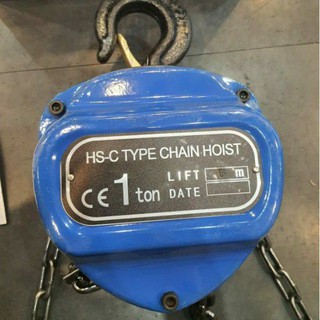 HS-C TYPE CHAIN HOIST
CE 1 ton LIFT m
DATE